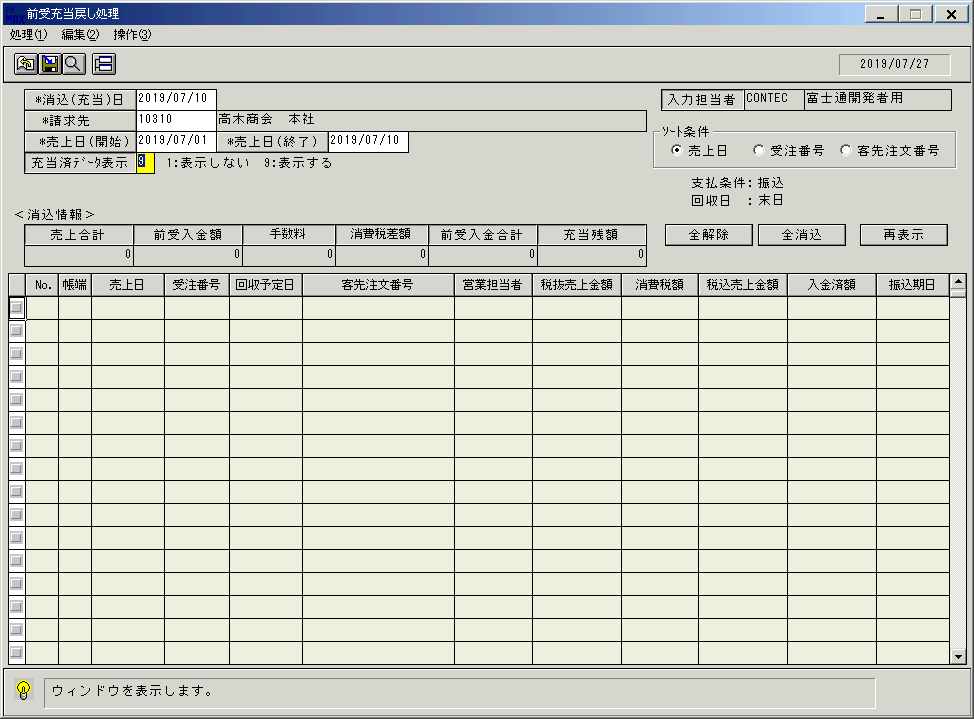 前受充当戻し処理
処理(1) 編集(2) 操作(3)
2019/07/27
*消込(充当)日 2019/07/10 入力担当者 CONTEC 富士通開発者用
*請求先 10310 高木商会 本社
*売上日(開始) 2019/07/01 *売上日(終了) 2019/07/10
ｿｰﾄ条件
売上日 受注番号 客先注文番号
充当済ﾃﾞｰﾀ表示 9 1:表示しない 9:表示する
支払条件: 振込
回収日 : 末日
<消込情報>
売上合計 前受入金額 手数料 消費税差額 前受入金合計 充当残額
0 0 0 0 0 0
全解除 全消込 再表示
No. 帳端 売上日 受注番号 回収予定日 客先注文番号 営業担当者 税抜売上金額 消費税額 税込売上金額 入金済額 振込期日
ウィンドウを表示します。